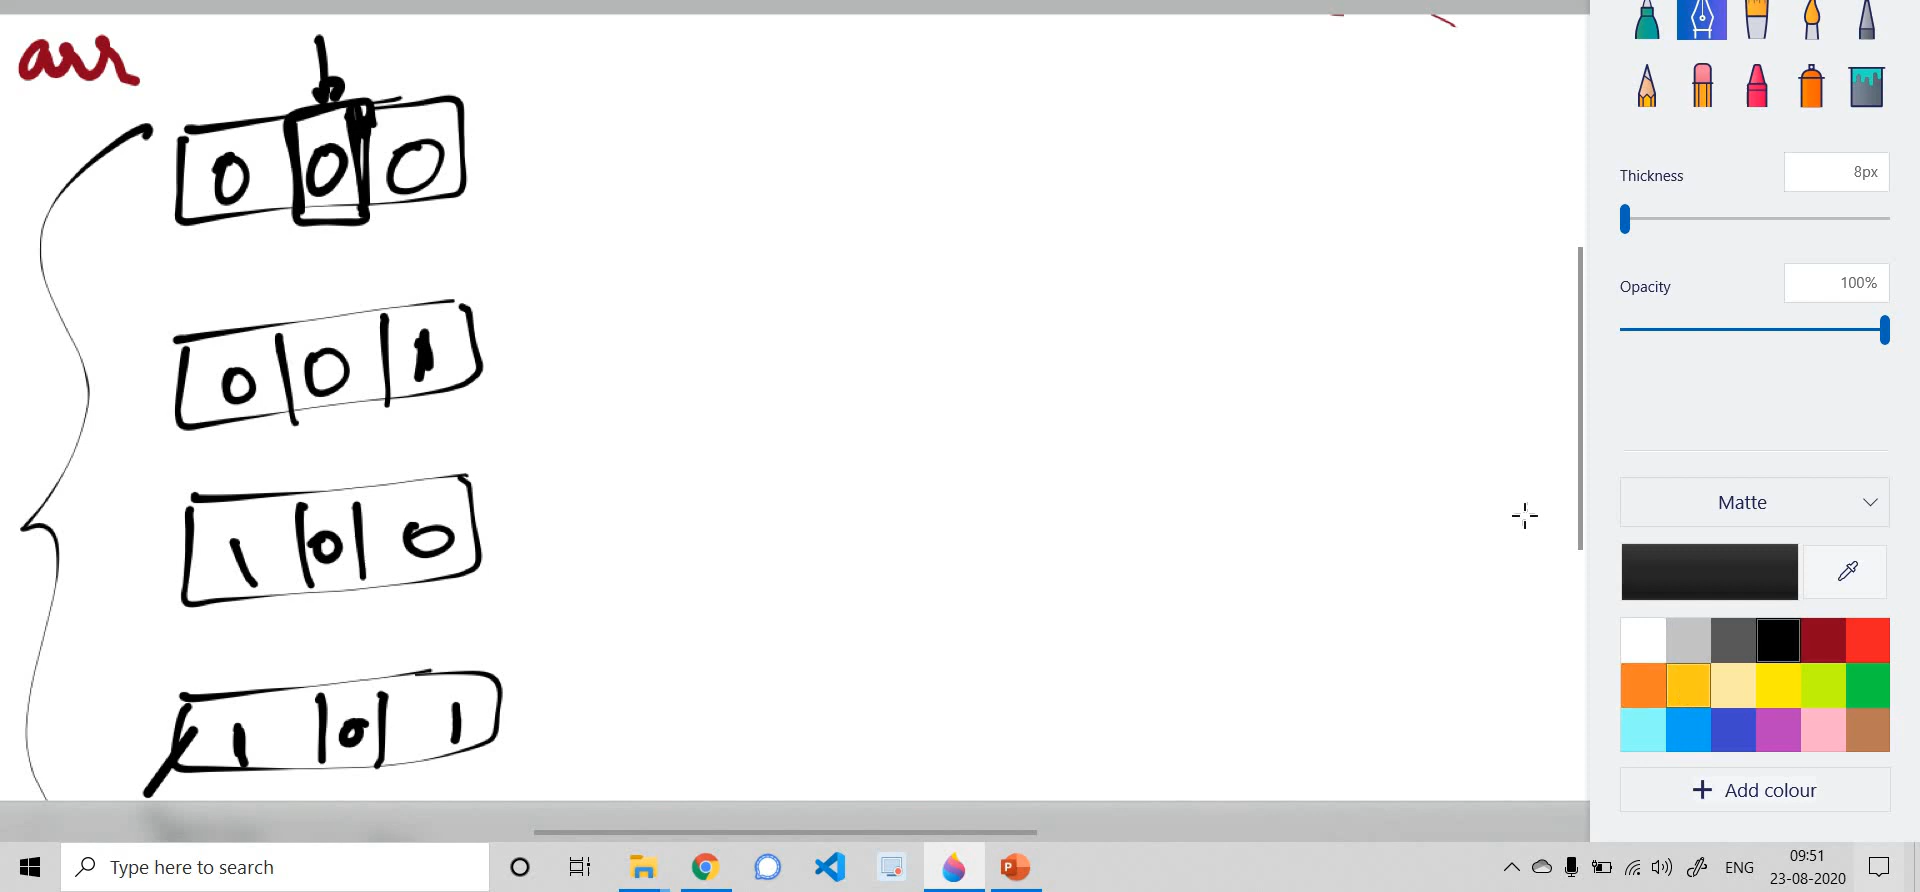 arr
0 0 0
0 0 1
1 0 0
1 0 1
Thickness
8px
Opacity
100%
Matte
+ Add colour
Type here to search
ENG
09:51
23-08-2020